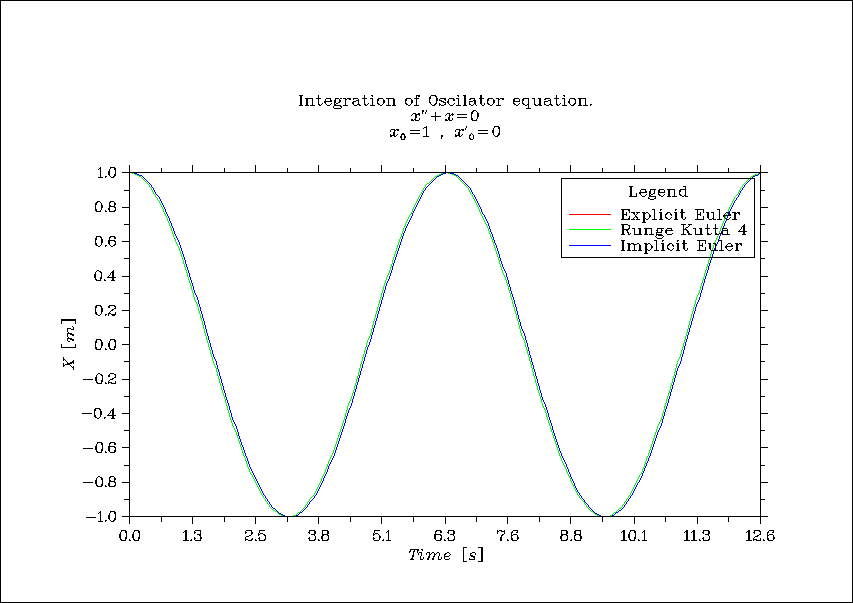 Integration of Oscilator equation.
x''+x=0
x₀=1 , x'₀=0
Legend
Explicit Euler
Runge Kutta 4
Implicit Euler
1.0
0.8
0.6
0.4
0.2
0.0
−0.2
−0.4
−0.6
−0.8
−1.0
X [m]
0.0 1.3 2.5 3.8 5.1 6.3 7.6 8.8 10.1 11.3 12.6
Time [s]